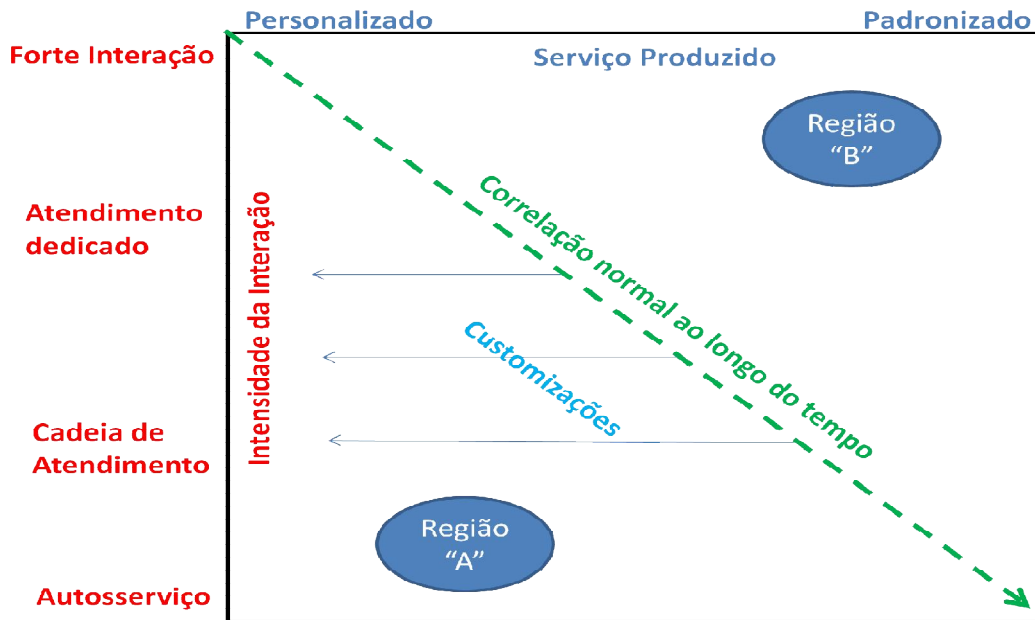 Personalizado
Padronizado
Forte Interação
Serviço Produzido
Região
“B”
Atendimento
dedicado
Intensidade da Interação
Correlação normal ao longo do tempo
Customizações
Cadeia de
Atendimento
Região
“A”
Autosserviço